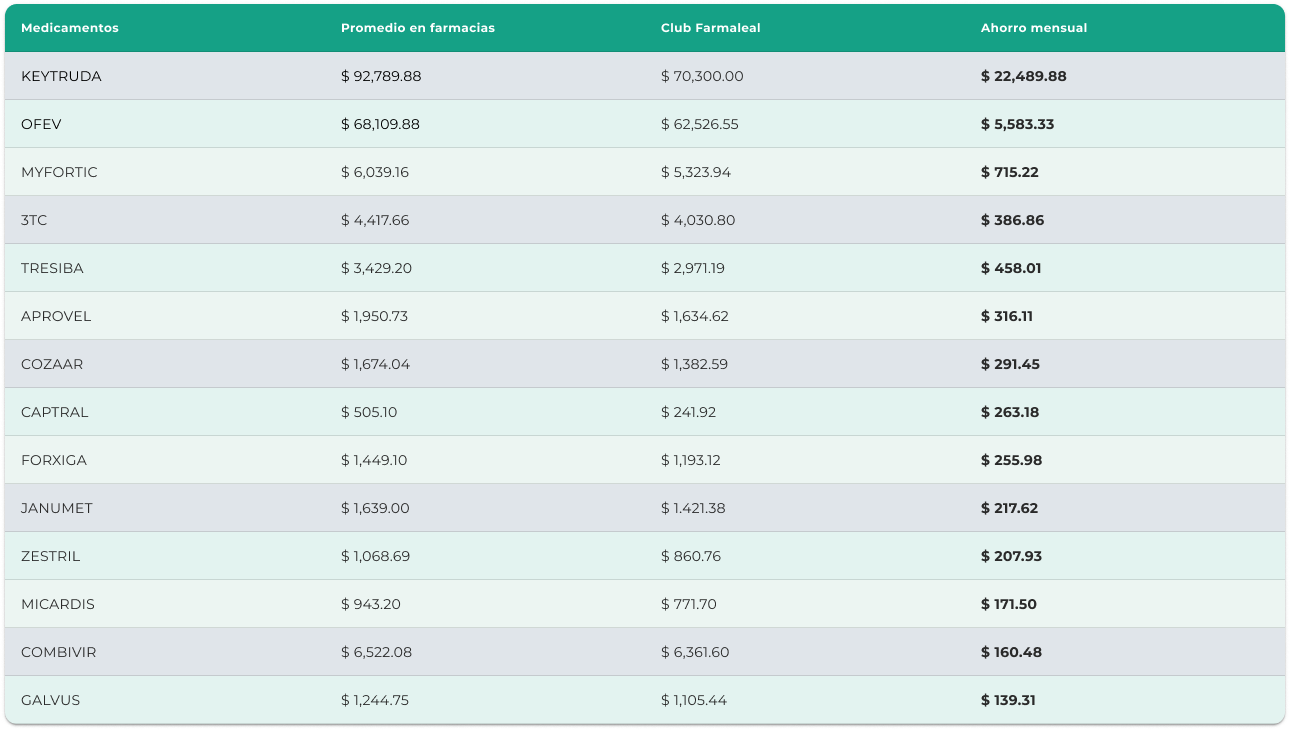 Medicamentos Promedio en farmacias Club Farmaleal Ahorro mensual
KEYTRUDA $ 92,789.88 $ 70,300.00 $ 22,489.88
OFEV $ 68,109.88 $ 62,526.55 $ 5,583.33
MYFORTIC $ 6,039.16 $ 5,323.94 $ 715.22
3TC $ 4,417.66 $ 4,030.80 $ 386.86
TRESIBA $ 3,429.20 $ 2,971.19 $ 458.01
APROVEL $ 1,950.73 $ 1,634.62 $ 316.11
COZAAR $ 1,674.04 $ 1,382.59 $ 291.45
CAPTRAL $ 505.10 $ 241.92 $ 263.18
FORXIGA $ 1,449.10 $ 1,193.12 $ 255.98
JANUMET $ 1,639.00 $ 1.421.38 $ 217.62
ZESTRIL $ 1,068.69 $ 860.76 $ 207.93
MICARDIS $ 943.20 $ 771.70 $ 171.50
COMBIVIR $ 6,522.08 $ 6,361.60 $ 160.48
GALVUS $ 1,244.75 $ 1,105.44 $ 139.31